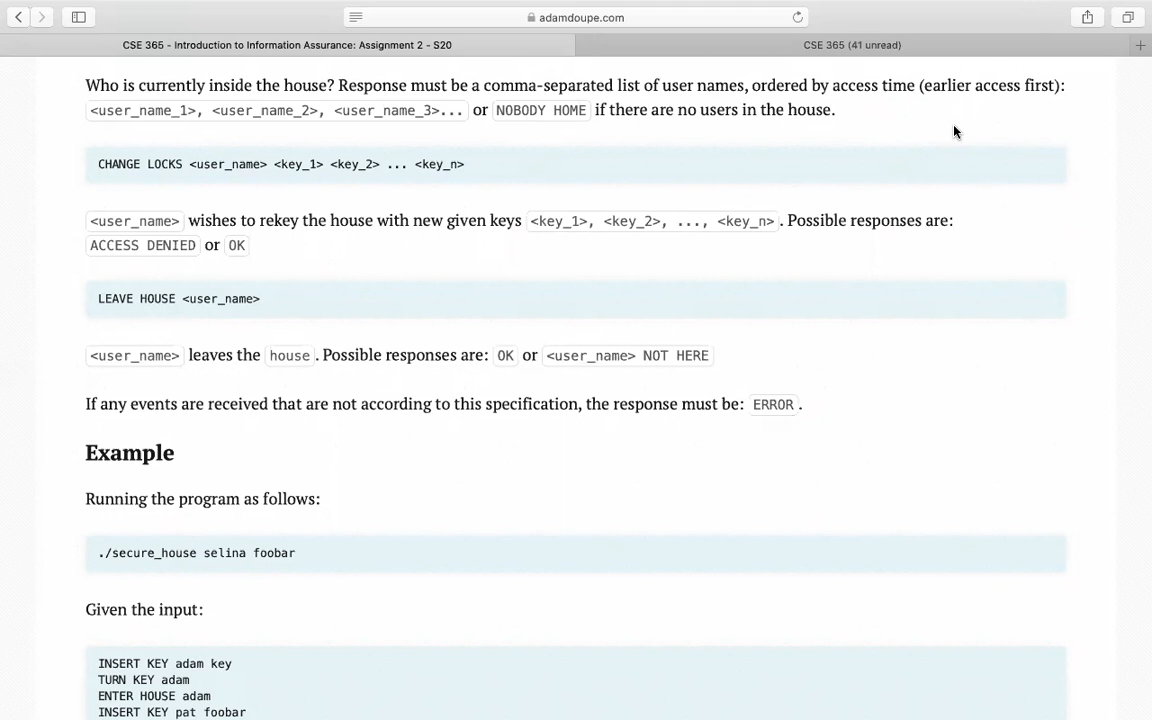 adamdoupe.com
CSE 365 - Introduction to Information Assurance: Assignment 2 - S20
CSE 365 (41 unread)
Who is currently inside the house? Response must be a comma-separated list of user names, ordered by access time (earlier access first):
<user_name_1>, <user_name_2>, <user_name_3>... or NOBODY HOME if there are no users in the house.
CHANGE LOCKS <user_name> <key_1> <key_2> ... <key_n>
<user_name> wishes to rekey the house with new given keys <key_1>, <key_2>, ..., <key_n>. Possible responses are:
ACCESS DENIED or OK
LEAVE HOUSE <user_name>
<user_name> leaves the house. Possible responses are: OK or <user_name> NOT HERE
If any events are received that are not according to this specification, the response must be: ERROR.
Example
Running the program as follows:
./secure_house selina foobar
Given the input:
INSERT KEY adam key
TURN KEY adam
ENTER HOUSE adam
INSERT KEY pat foobar